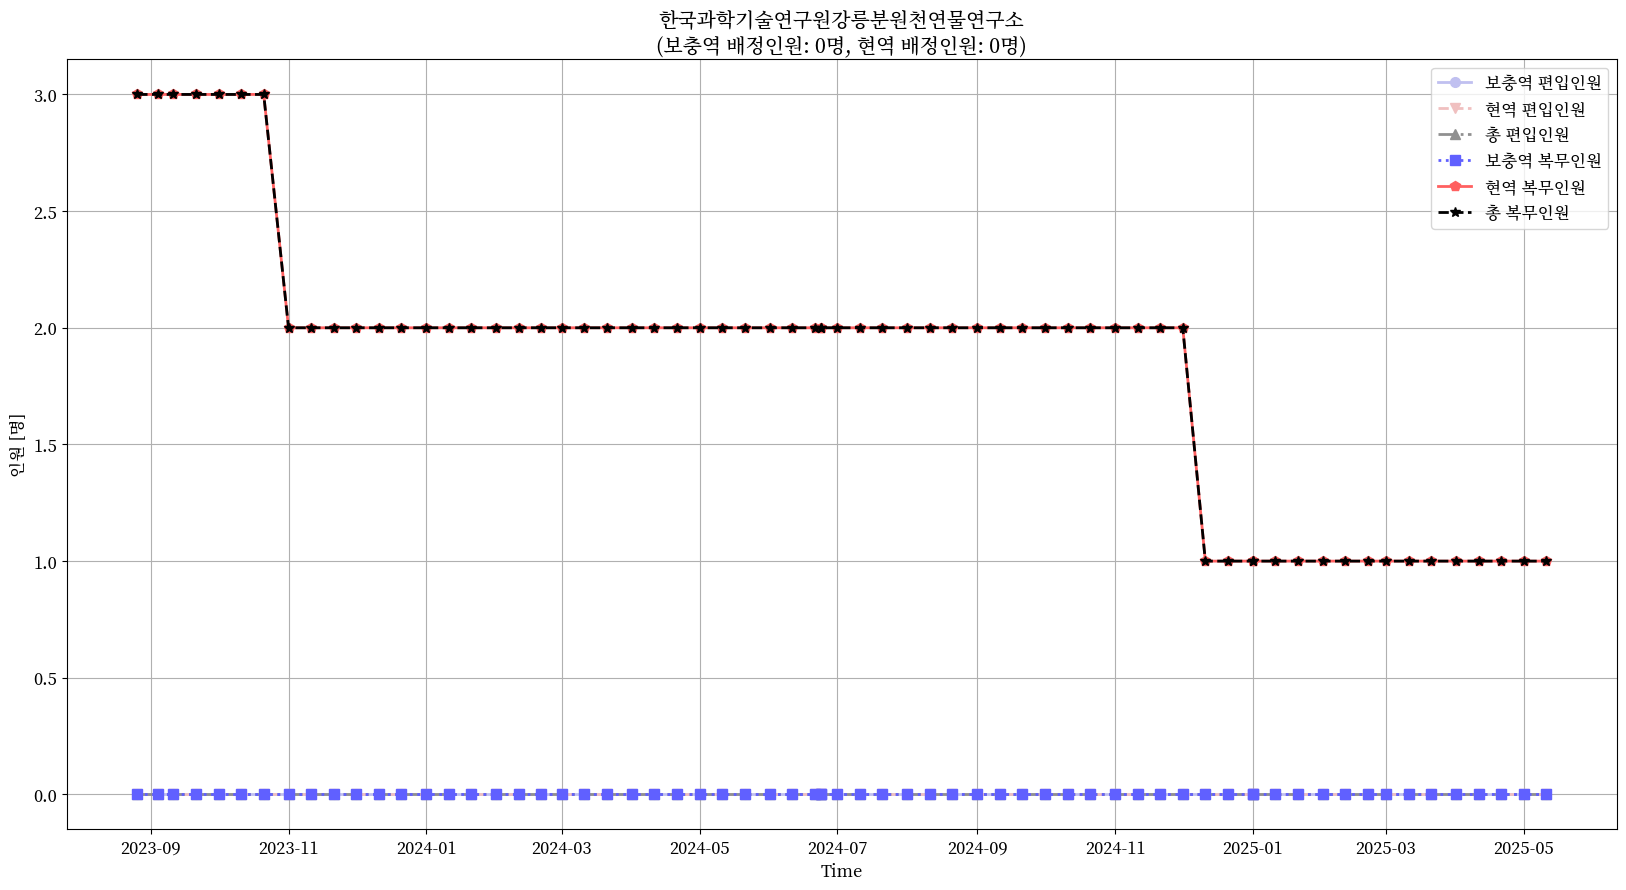 한국과학기술연구원강릉분원천연물연구소
(보충역 배정인원: 0명, 현역 배정인원: 0명)
보충역 편입인원
현역 편입인원
총 편입인원
보충역 복무인원
현역 복무인원
총 복무인원
인원 [명]
3.0
2.5
2.0
1.5
1.0
0.5
0.0
2023-09
2023-11
2024-01
2024-03
2024-05
2024-07
2024-09
2024-11
2025-01
2025-03
2025-05
Time